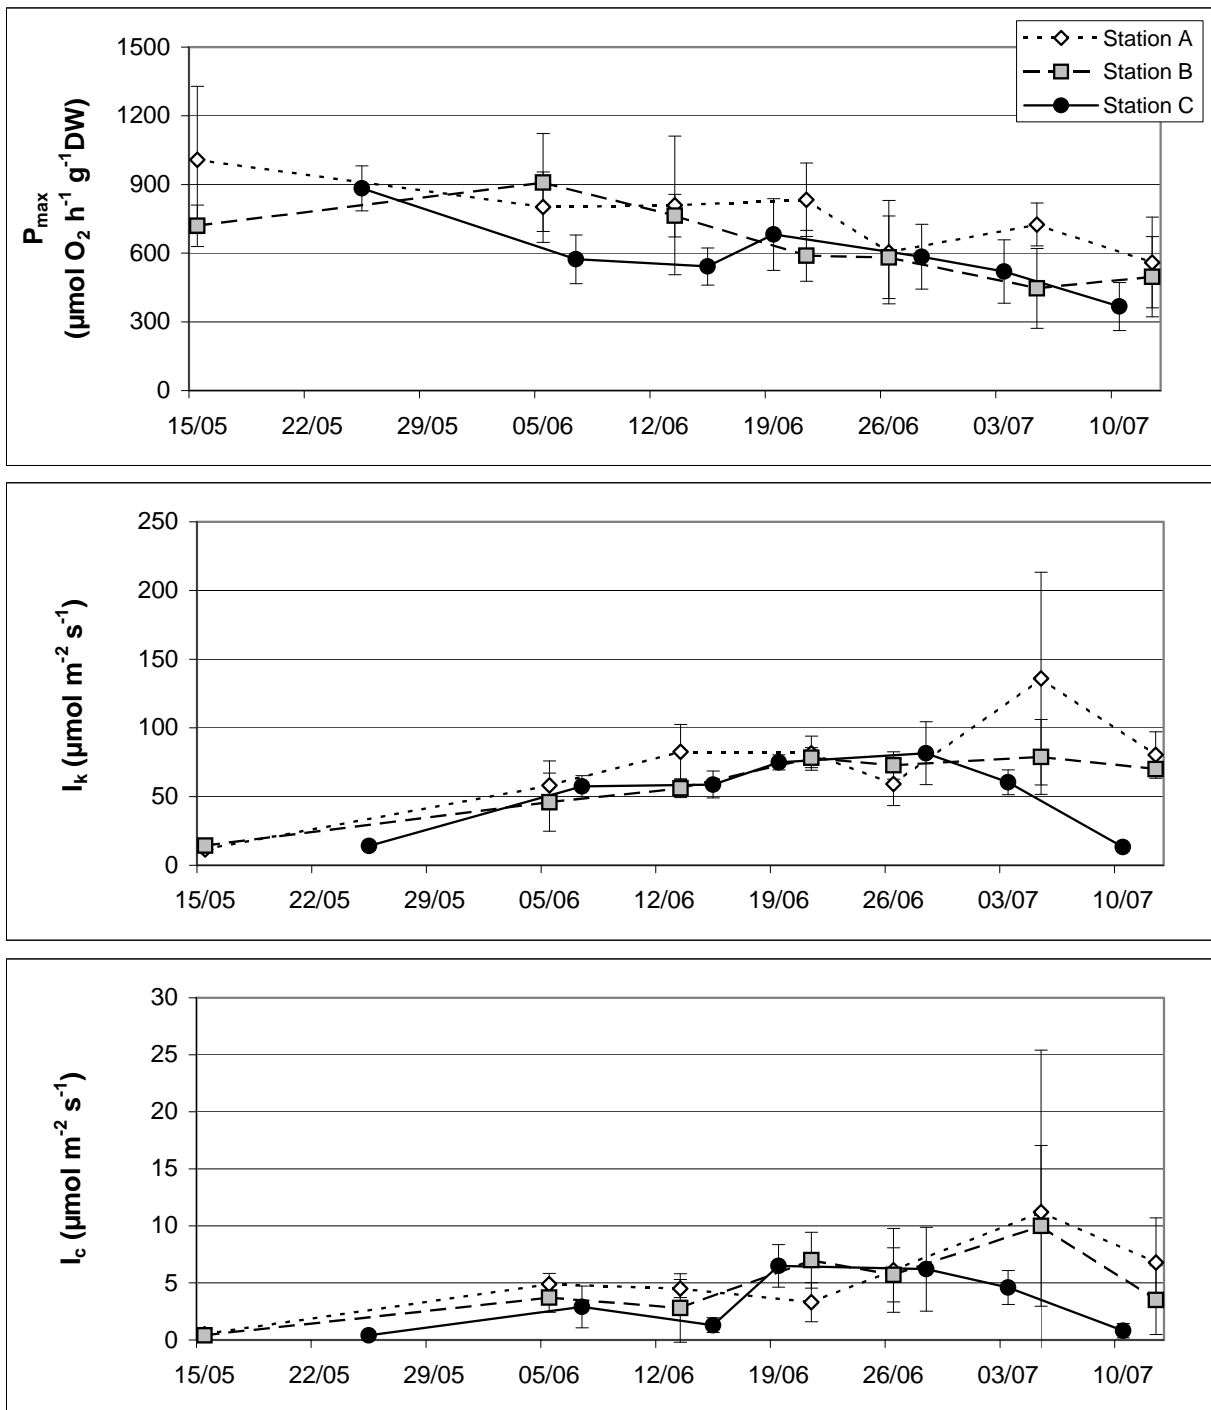 1500
1200
900
600
300
0
P_max
(µmol O₂ h⁻¹ g⁻¹DW)
Station A
Station B
Station C
15/05 22/05 29/05 05/06 12/06 19/06 26/06 03/07 10/07
250
200
150
100
50
0
I_k (µmol m⁻² s⁻¹)
15/05 22/05 29/05 05/06 12/06 19/06 26/06 03/07 10/07
30
25
20
15
10
5
0
I_c (µmol m⁻² s⁻¹)
15/05 22/05 29/05 05/06 12/06 19/06 26/06 03/07 10/07